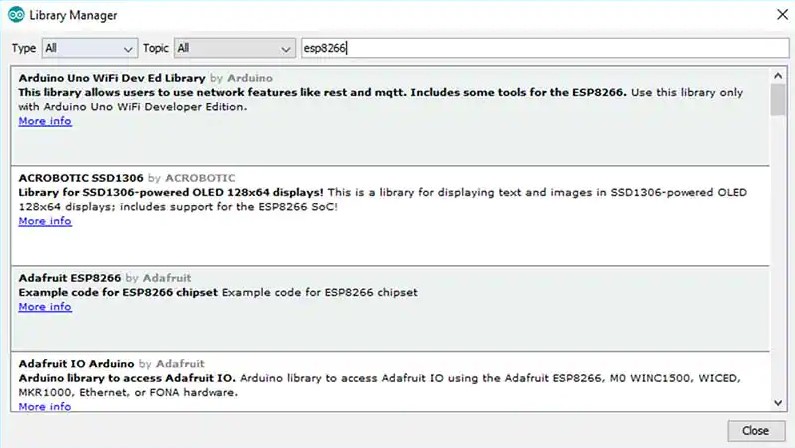 Library Manager
Type All Topic All esp8266
Arduino Uno WiFi Dev Ed Library by Arduino
This library allows users to use network features like rest and mqtt. Includes some tools for the ESP8266. Use this library only
with Arduino Uno WiFi Developer Edition.
More info
ACROBOTIC SSD1306 by ACROBOTIC
Library for SSD1306-powered OLED 128x64 displays! This is a library for displaying text and images in SSD1306-powered OLED
128x64 displays; includes support for the ESP8266 SoC!
More info
Adafruit ESP8266 by Adafruit
Example code for ESP8266 chipset Example code for ESP8266 chipset
More info
Adafruit IO Arduino by Adafruit
Arduino library to access Adafruit IO. Arduino library to access Adafruit IO using the Adafruit ESP8266, M0 WINC1500, WICED,
MKR1000, Ethernet, or FONA hardware.
More info
Close